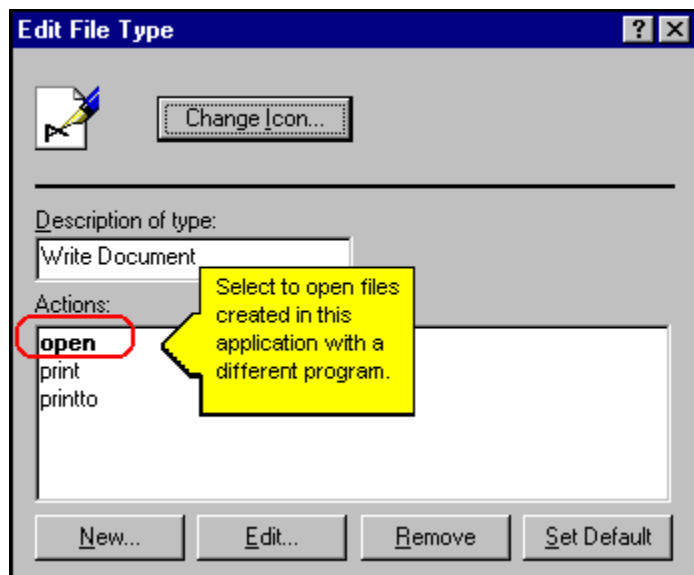 Edit File Type
Change Icon...
Description of type:
Write Document
Actions:
open
print
printto
Select to open files
created in this
application with a
different program.
New...
Edit...
Remove
Set Default